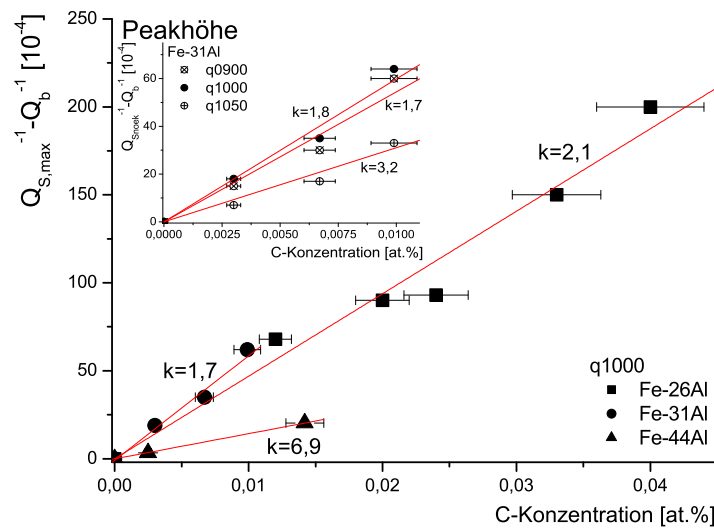 Peakhöhe
Fe-31Al
q0900
q1000
q1050
Q_Snoek^-1-Q_b^-1 [10^-4]
60
40
20
0
k=1,8
k=1,7
k=3,2
0,0000 0,0025 0,0050 0,0075 0,0100
C-Konzentration [at.%]
Q_S,max^-1-Q_b^-1 [10^-4]
200
150
100
50
0
k=2,1
k=1,7
k=6,9
q1000
Fe-26Al
Fe-31Al
Fe-44Al
0,00 0,01 0,02 0,03 0,04
C-Konzentration [at.%]